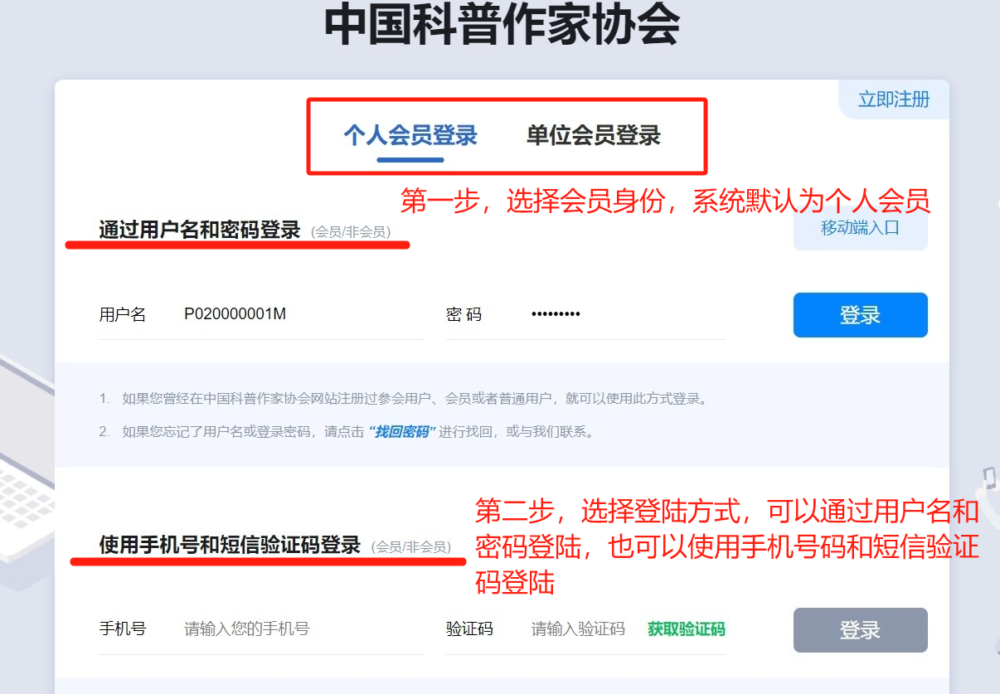 中国科普作家协会
立即注册
个人会员登录 单位会员登录
第一步，选择会员身份，系统默认为个人会员
通过用户名和密码登录 (会员/非会员)
移动端入口
用户名 P020000001M 密 码 ••••••••• 登录
1. 如果您曾经在中国科普作家协会网站注册过参会用户、会员或者普通用户，就可以使用此方式登录。
2. 如果您忘记了用户名或登录密码，请点击 “找回密码” 进行找回，或与我们联系。
第二步，选择登陆方式，可以通过用户名和
密码登陆，也可以使用手机号码和短信验证
码登陆
使用手机号和短信验证码登录 (会员/非会员)
手机号 请输入您的手机号 验证码 请输入验证码 获取验证码 登录